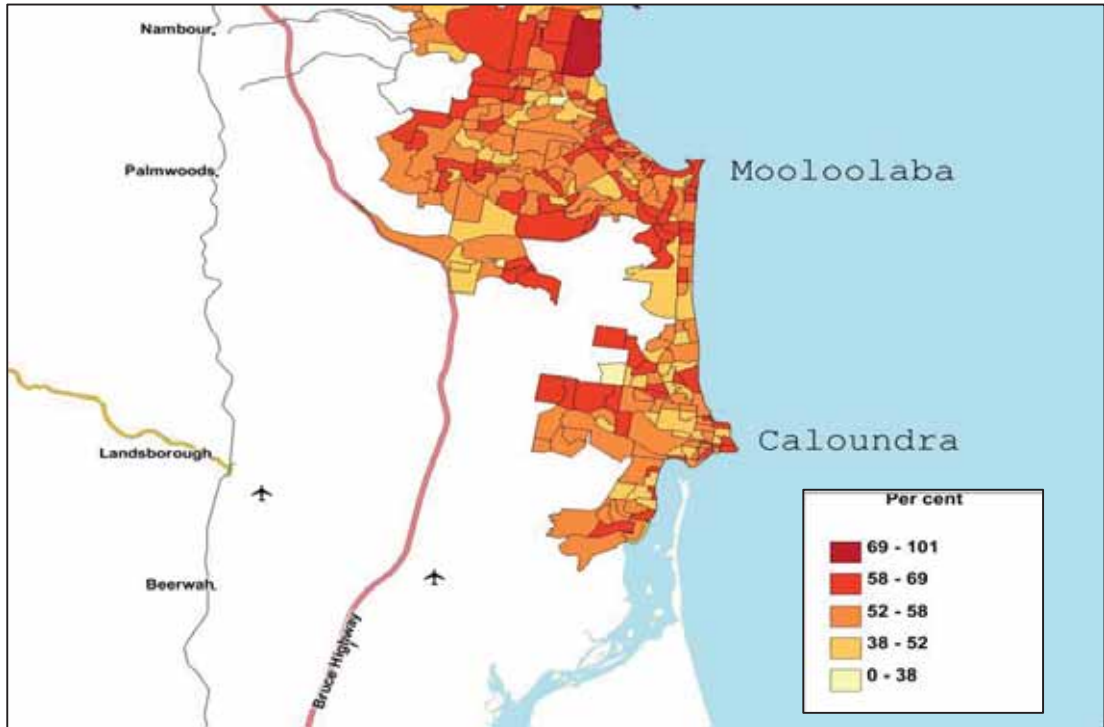 Nambour
Palmwoods
Mooloolaba
Caloundra
Landsborough
Beerwah
Bruce Highway
Per cent
69 - 101
58 - 69
52 - 58
38 - 52
0 - 38